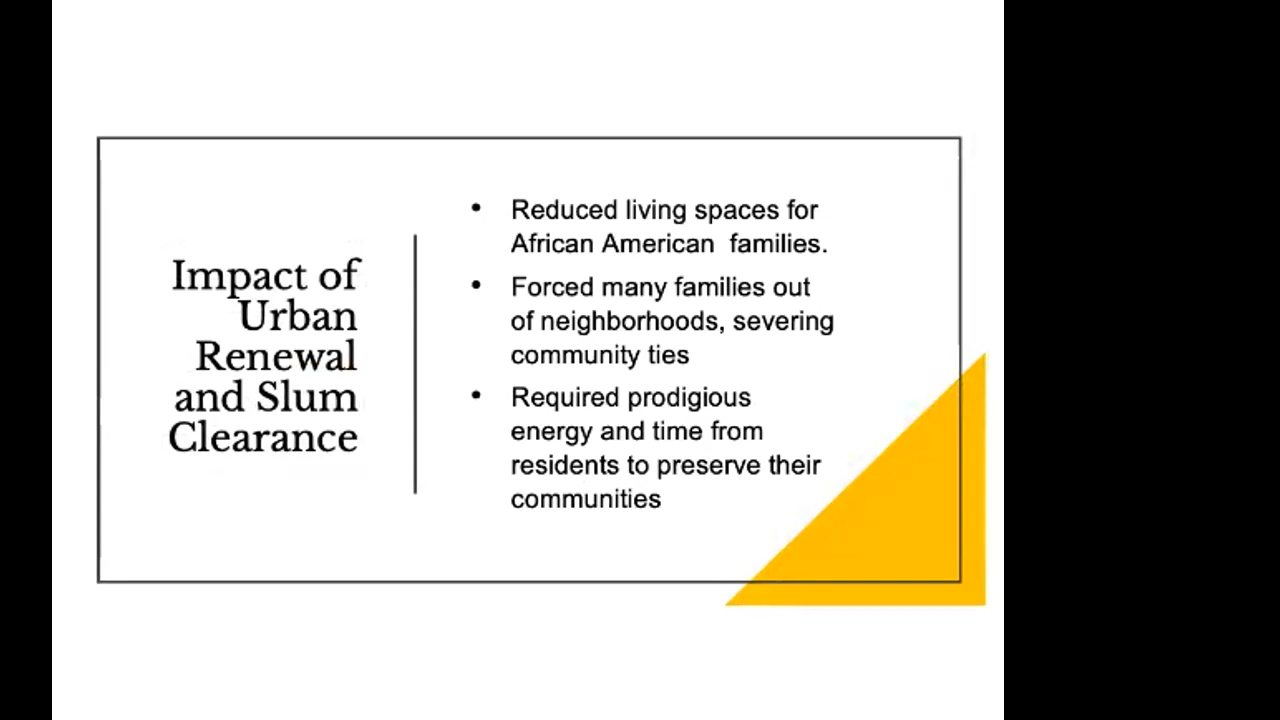 Impact of
Urban
Renewal
and Slum
Clearance
• Reduced living spaces for
African American  families.
• Forced many families out
of neighborhoods, severing
community ties
• Required prodigious
energy and time from
residents to preserve their
communities